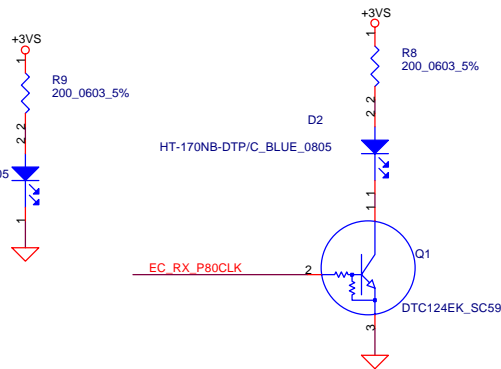 +3VS
1
R9
200_0603_5%
2
2
05
1
+3VS
1
R8
200_0603_5%
2
2
D2
HT-170NB-DTP/C_BLUE_0805
1
1
Q1
EC_RX_P80CLK
2
DTC124EK_SC59
3